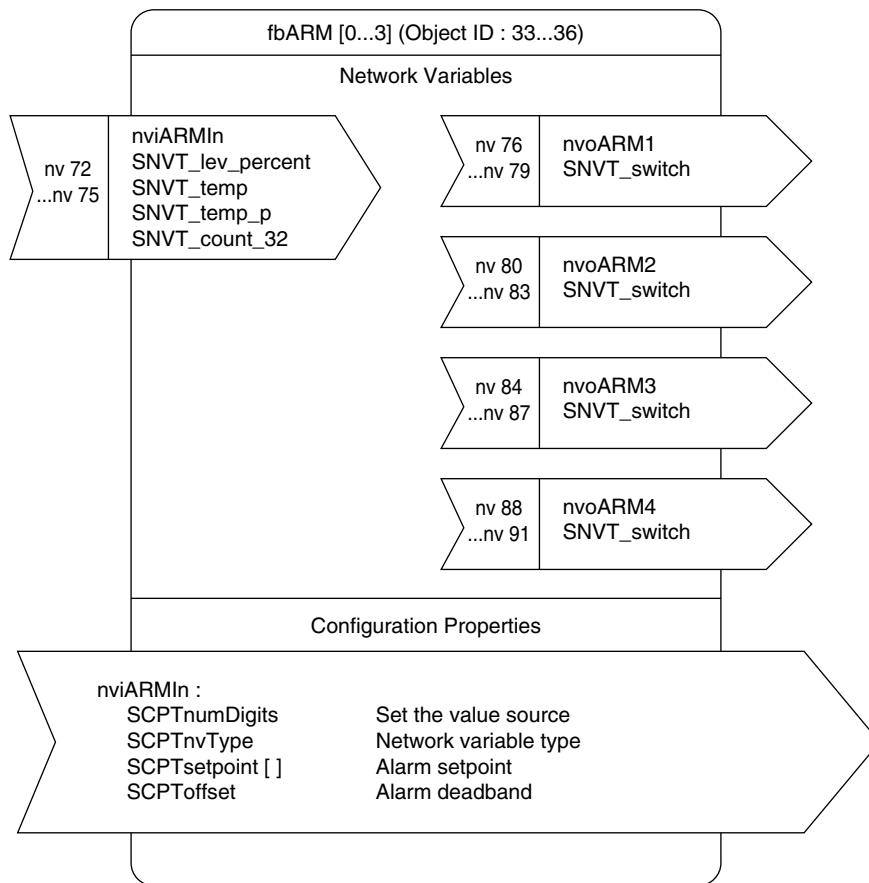 fbARM [0...3] (Object ID : 33...36)
Network Variables
nv 72
...nv 75
nviARMIn
SNVT_lev_percent
SNVT_temp
SNVT_temp_p
SNVT_count_32
nv 76
...nv 79
nvoARM1
SNVT_switch
nv 80
...nv 83
nvoARM2
SNVT_switch
nv 84
...nv 87
nvoARM3
SNVT_switch
nv 88
...nv 91
nvoARM4
SNVT_switch
Configuration Properties
nviARMIn :
SCPTnumDigits Set the value source
SCPTnvType Network variable type
SCPTsetpoint [ ] Alarm setpoint
SCPToffset Alarm deadband